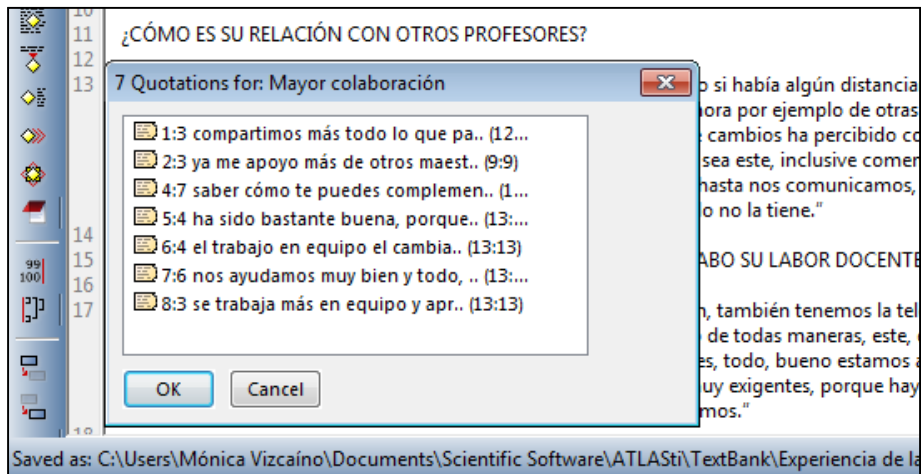 10
11 ¿CÓMO ES SU RELACIÓN CON OTROS PROFESORES?
12
13
7 Quotations for: Mayor colaboración
1:3 compartimos más todo lo que pa.. (12...
2:3 ya me apoyo más de otros maest.. (9:9)
4:7 saber cómo te puedes complemen.. (1...
5:4 ha sido bastante buena, porque.. (13:...
6:4 el trabajo en equipo el cambia.. (13:13)
7:6 nos ayudamos muy bien y todo, .. (13:...
8:3 se trabaja más en equipo y apr.. (13:13)
OK Cancel
o si había algún distancia
ora por ejemplo de otras
cambios ha percibido co
sea este, inclusive comer
hasta nos comunicamos,
lo no la tiene."
14
15 ABO SU LABOR DOCENTE
16
17 n, también tenemos la tel
de todas maneras, este,
es, todo, bueno estamos a
uy exigentes, porque hay
mos."
18
99
100
Saved as: C:\Users\Mónica Vizcaíno\Documents\Scientific Software\ATLASti\TextBank\Experiencia de la